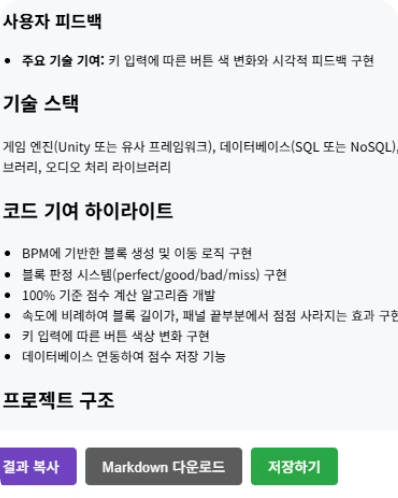 사용자 피드백
주요 기술 기여: 키 입력에 따른 버튼 색 변화와 시각적 피드백 구현
기술 스택
게임 엔진(Unity 또는 유사 프레임워크), 데이터베이스(SQL 또는 NoSQL),
브러리, 오디오 처리 라이브러리
코드 기여 하이라이트
BPM에 기반한 블록 생성 및 이동 로직 구현
블록 판정 시스템(perfect/good/bad/miss) 구현
100% 기준 점수 계산 알고리즘 개발
속도에 비례하여 블록 길이가, 패널 끝부분에서 점점 사라지는 효과 구현
키 입력에 따른 버튼 색상 변화 구현
데이터베이스 연동하여 점수 저장 기능
프로젝트 구조
결과 복사 Markdown 다운로드 저장하기